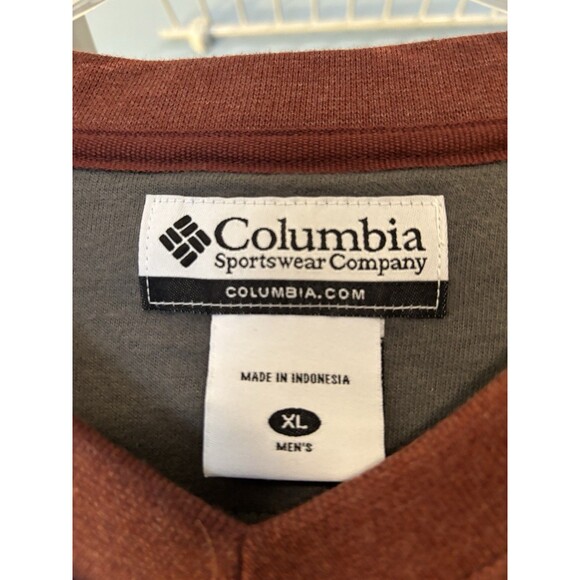 Columbia
Sportswear Company
COLUMBIA.COM
MADE IN INDONESIA
XL
MEN'S